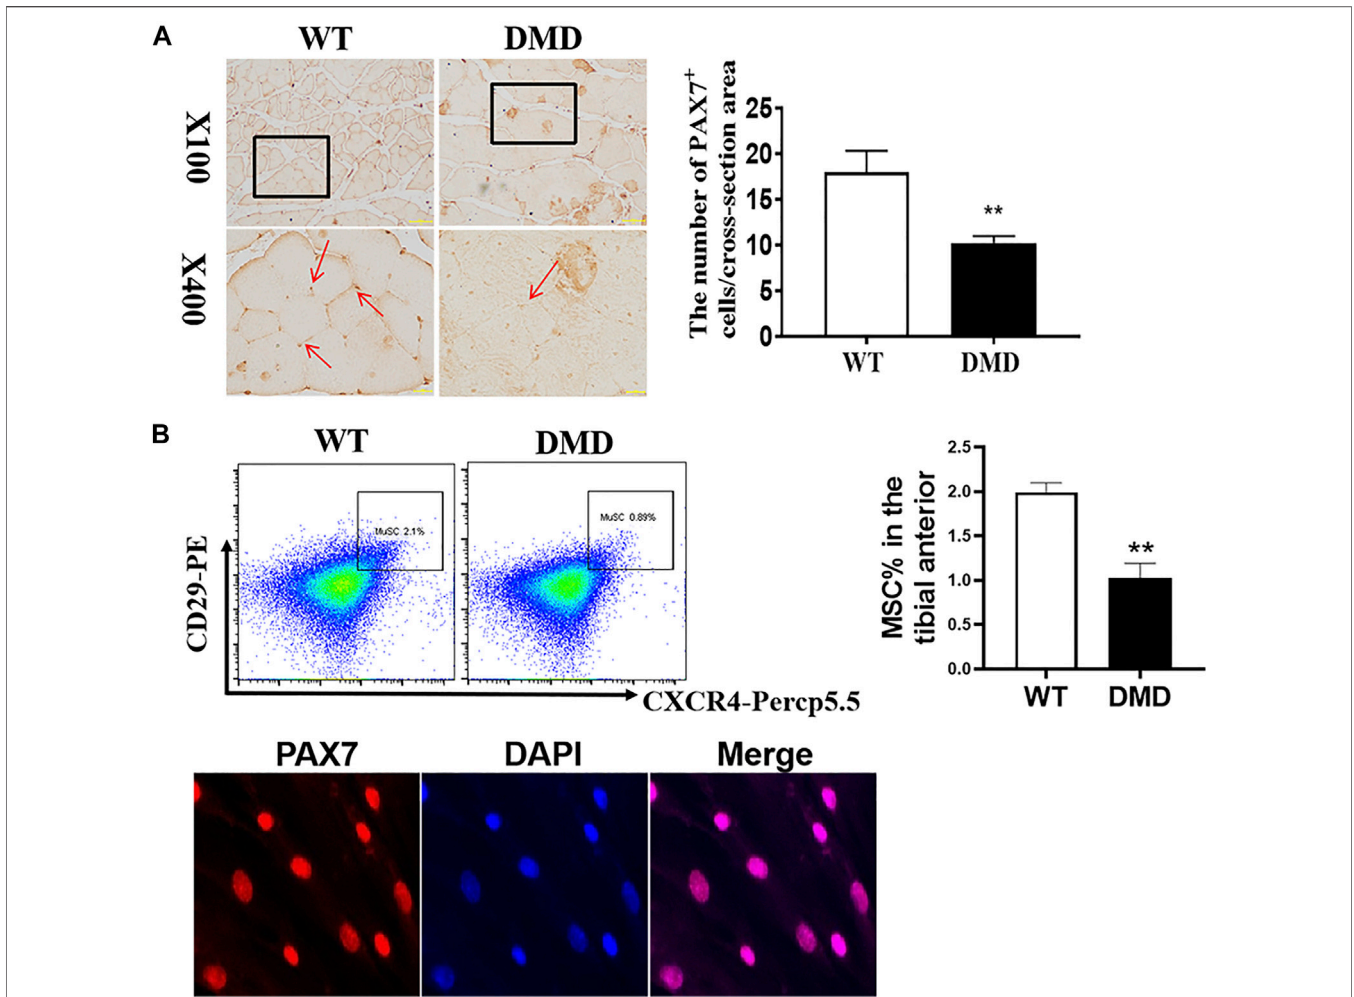 A
WT
DMD
X100
X400
The number of PAX7+
cells/cross-section area
25
20
15
10
5
0
**
WT
DMD
B
WT
DMD
CD29-PE
MuSC 2.1%
MuSC 0.89%
CXCR4-Percp5.5
MSC% in the
tibial anterior
2.5
2.0
1.5
1.0
0.5
0.0
**
WT
DMD
PAX7
DAPI
Merge